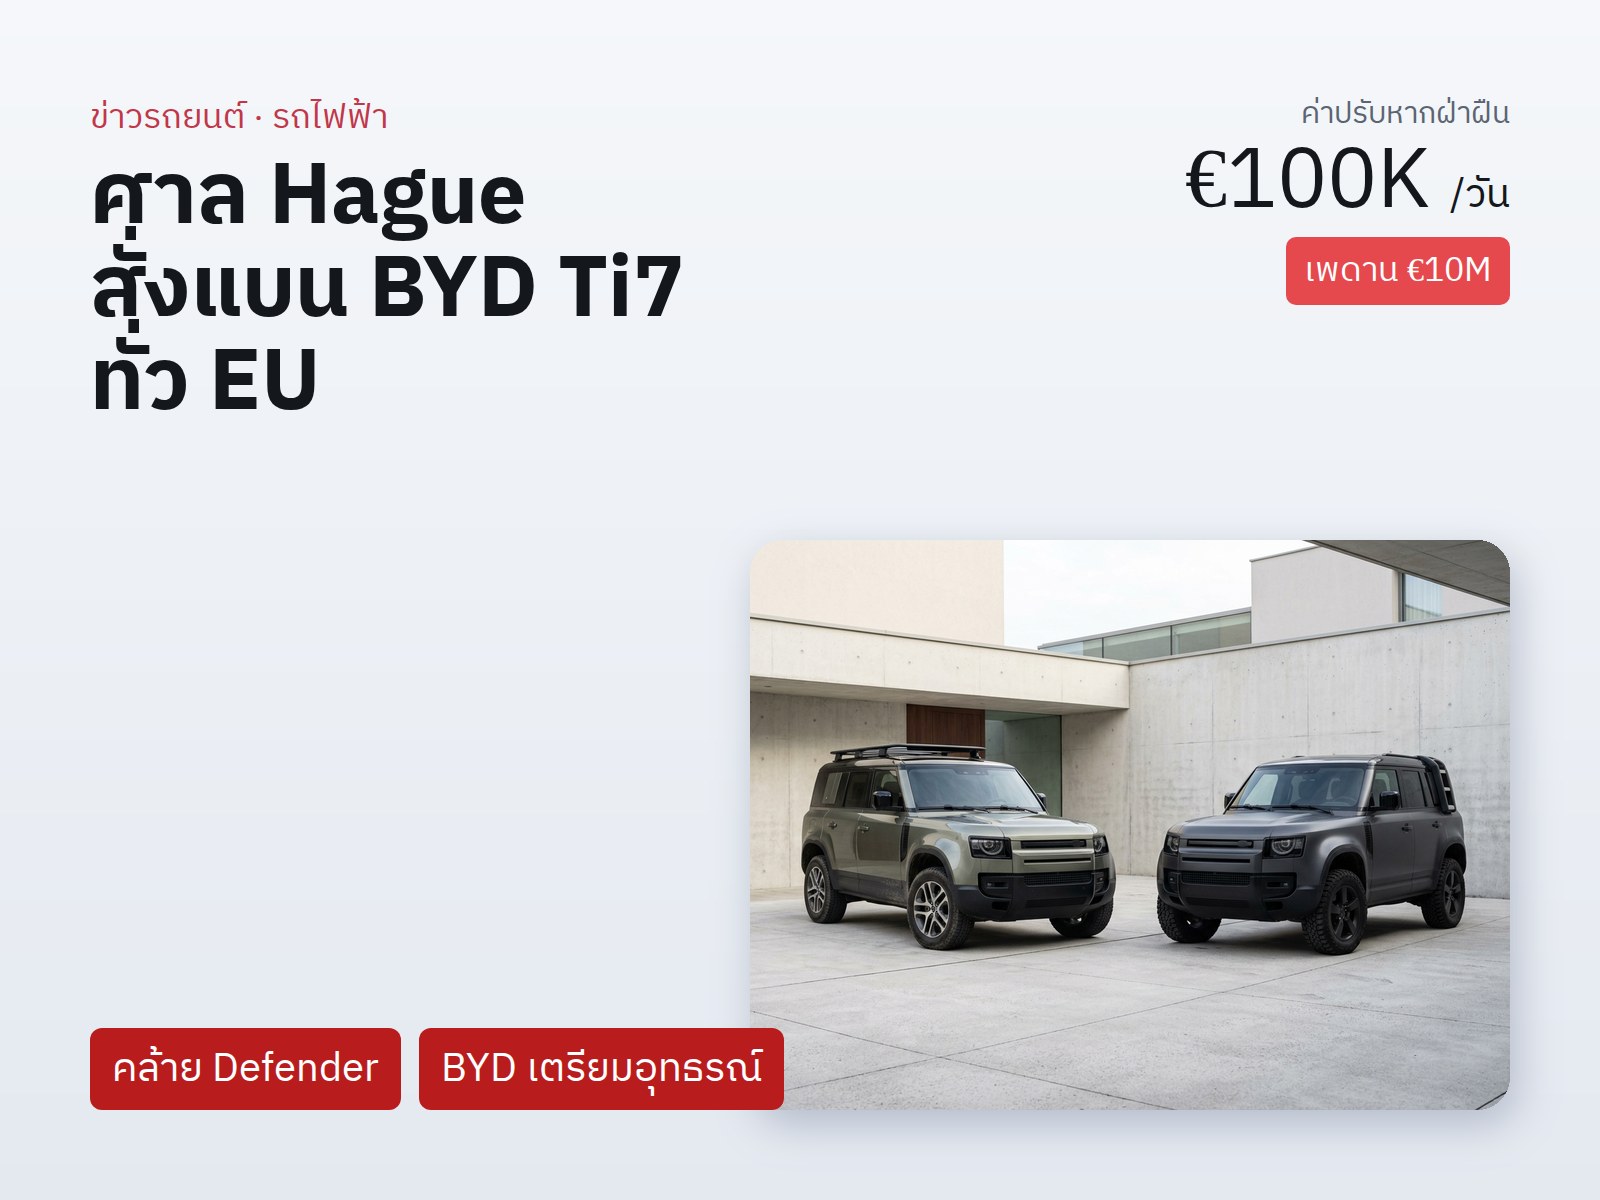 ข่าวรถยนต์ · รถไฟฟ้า
ศาล Hague
สั่งแบน BYD Ti7
ทั่ว EU
ค่าปรับหากฝ่าฝืน
€100K /วัน
เพดาน €10M
คล้าย Defender
BYD เตรียมอุทธรณ์